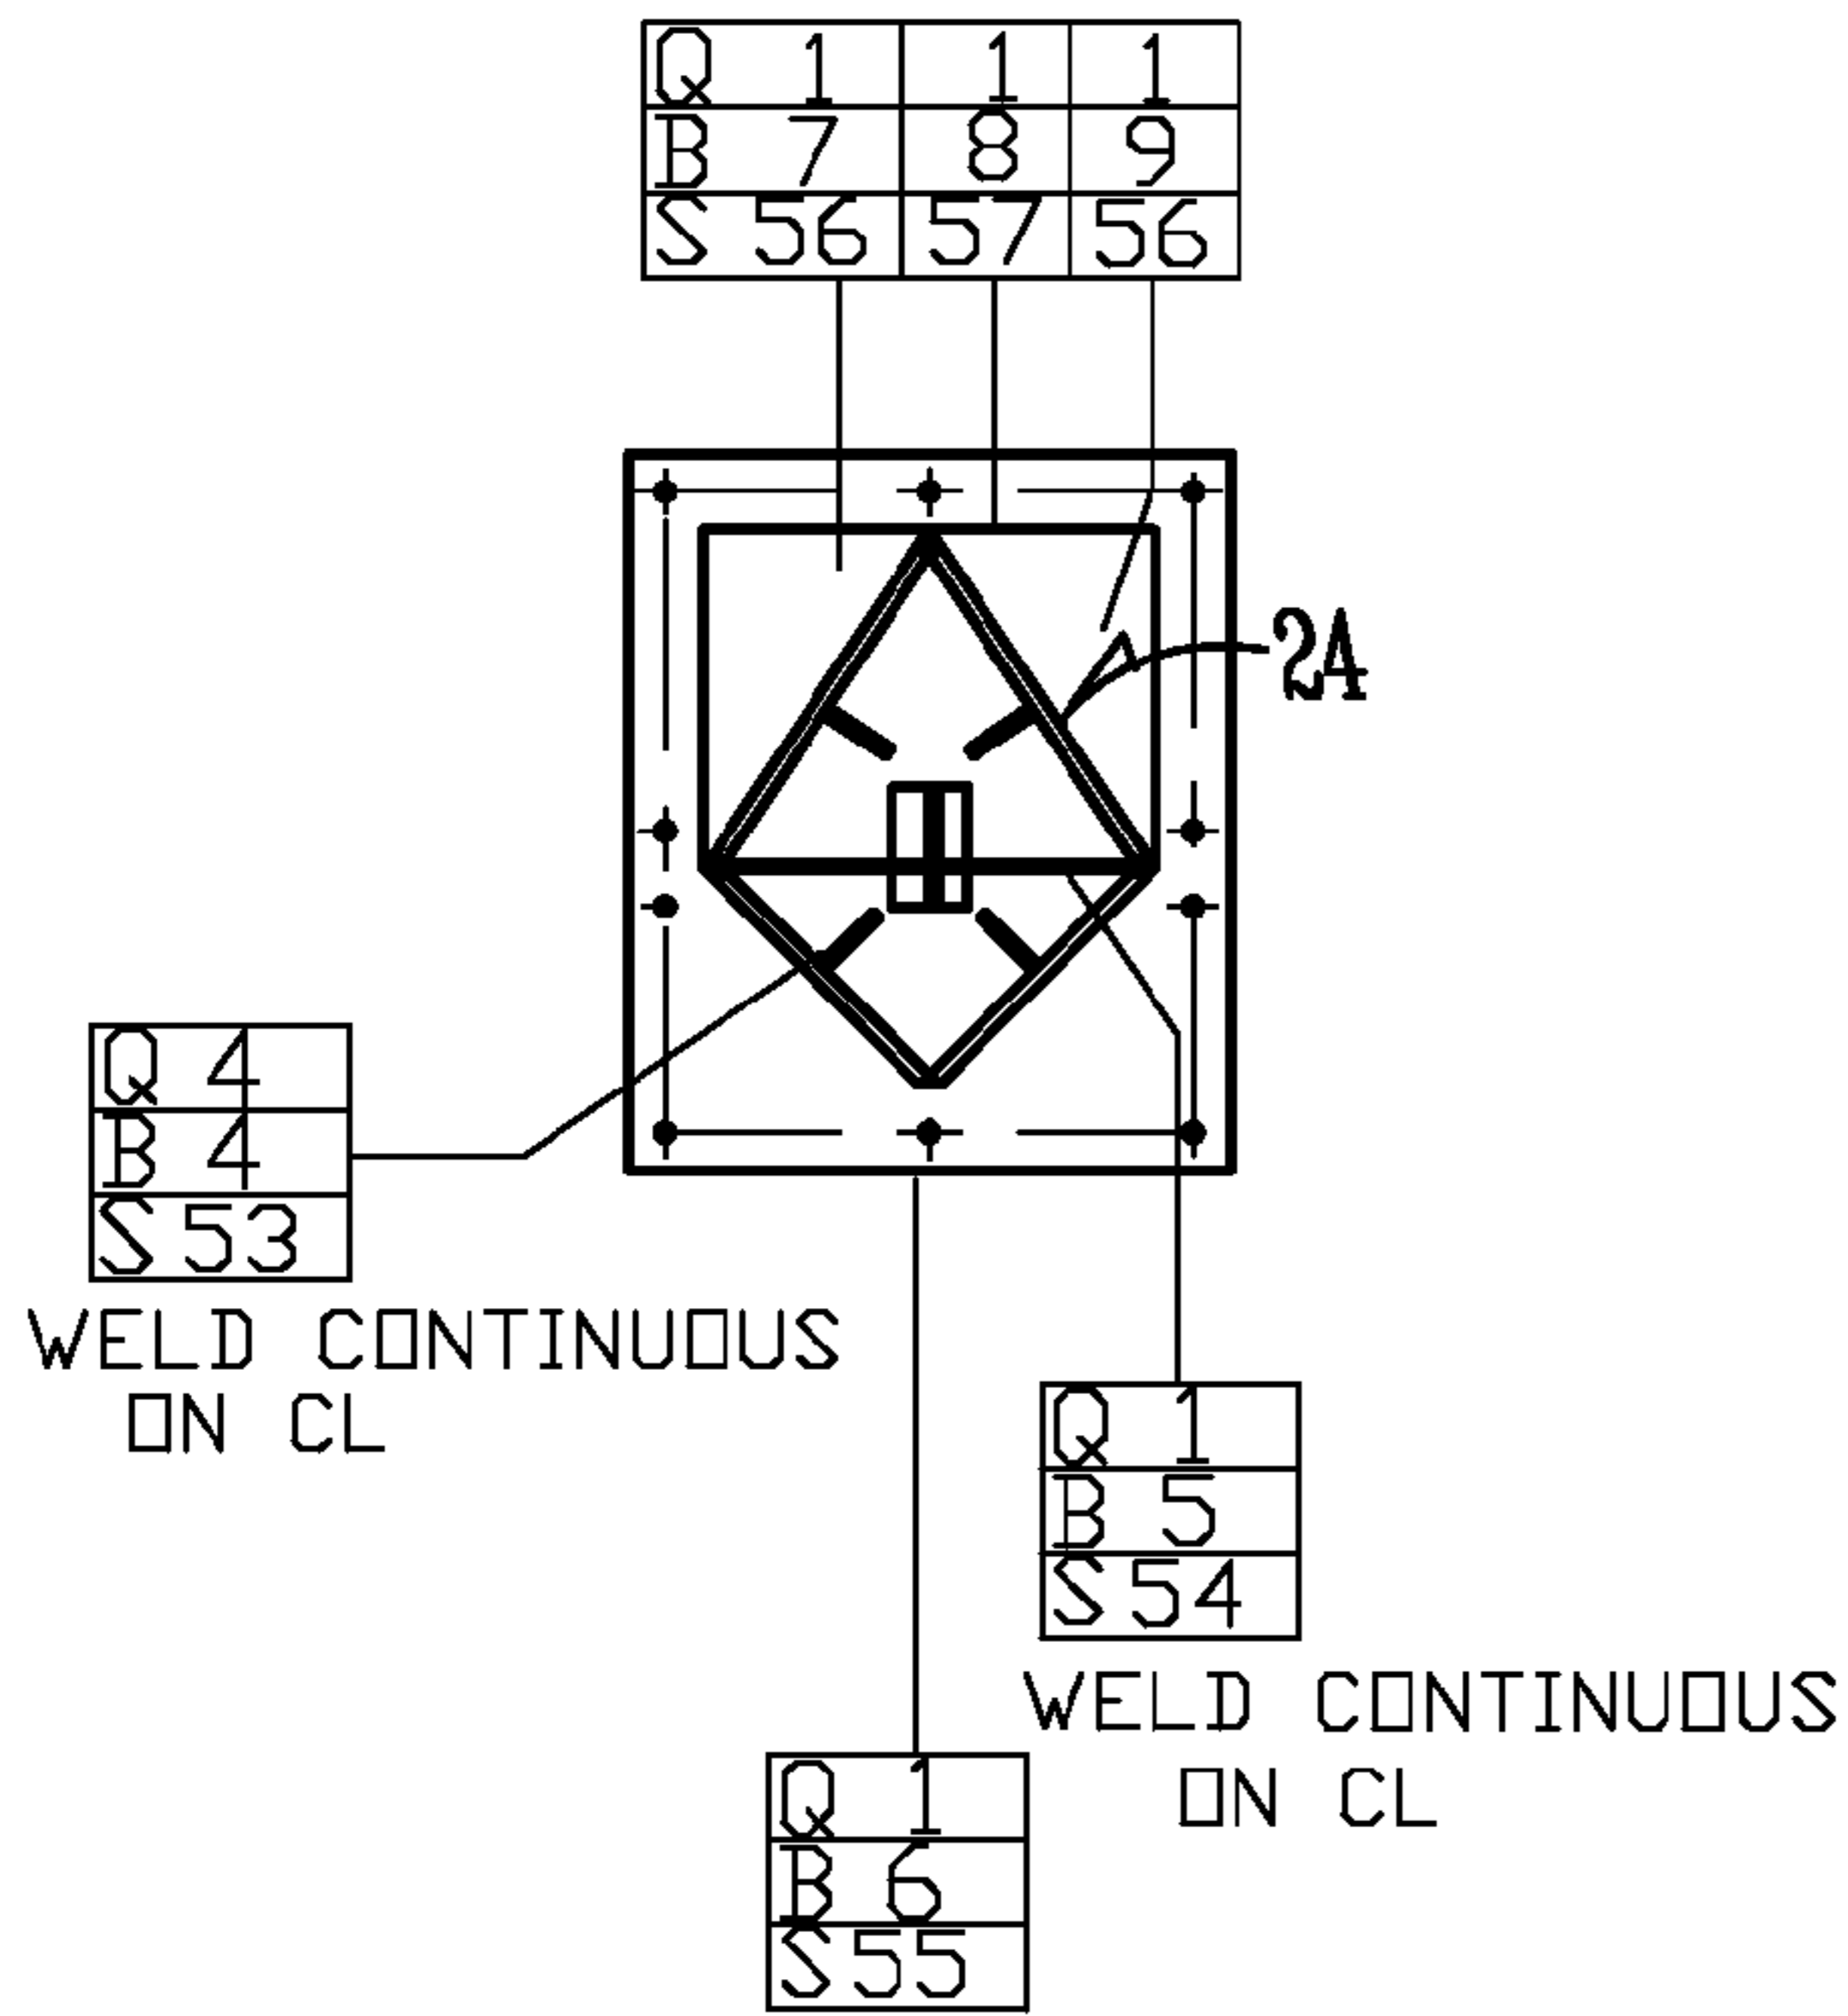 Q 1 1 1
B 7 8 9
S 56 57 56
2A
Q 4
B 4
S 53
WELD CONTINUOUS
ON CL
Q 1
B 5
S 54
WELD CONTINUOUS
ON CL
Q 1
B 6
S 55